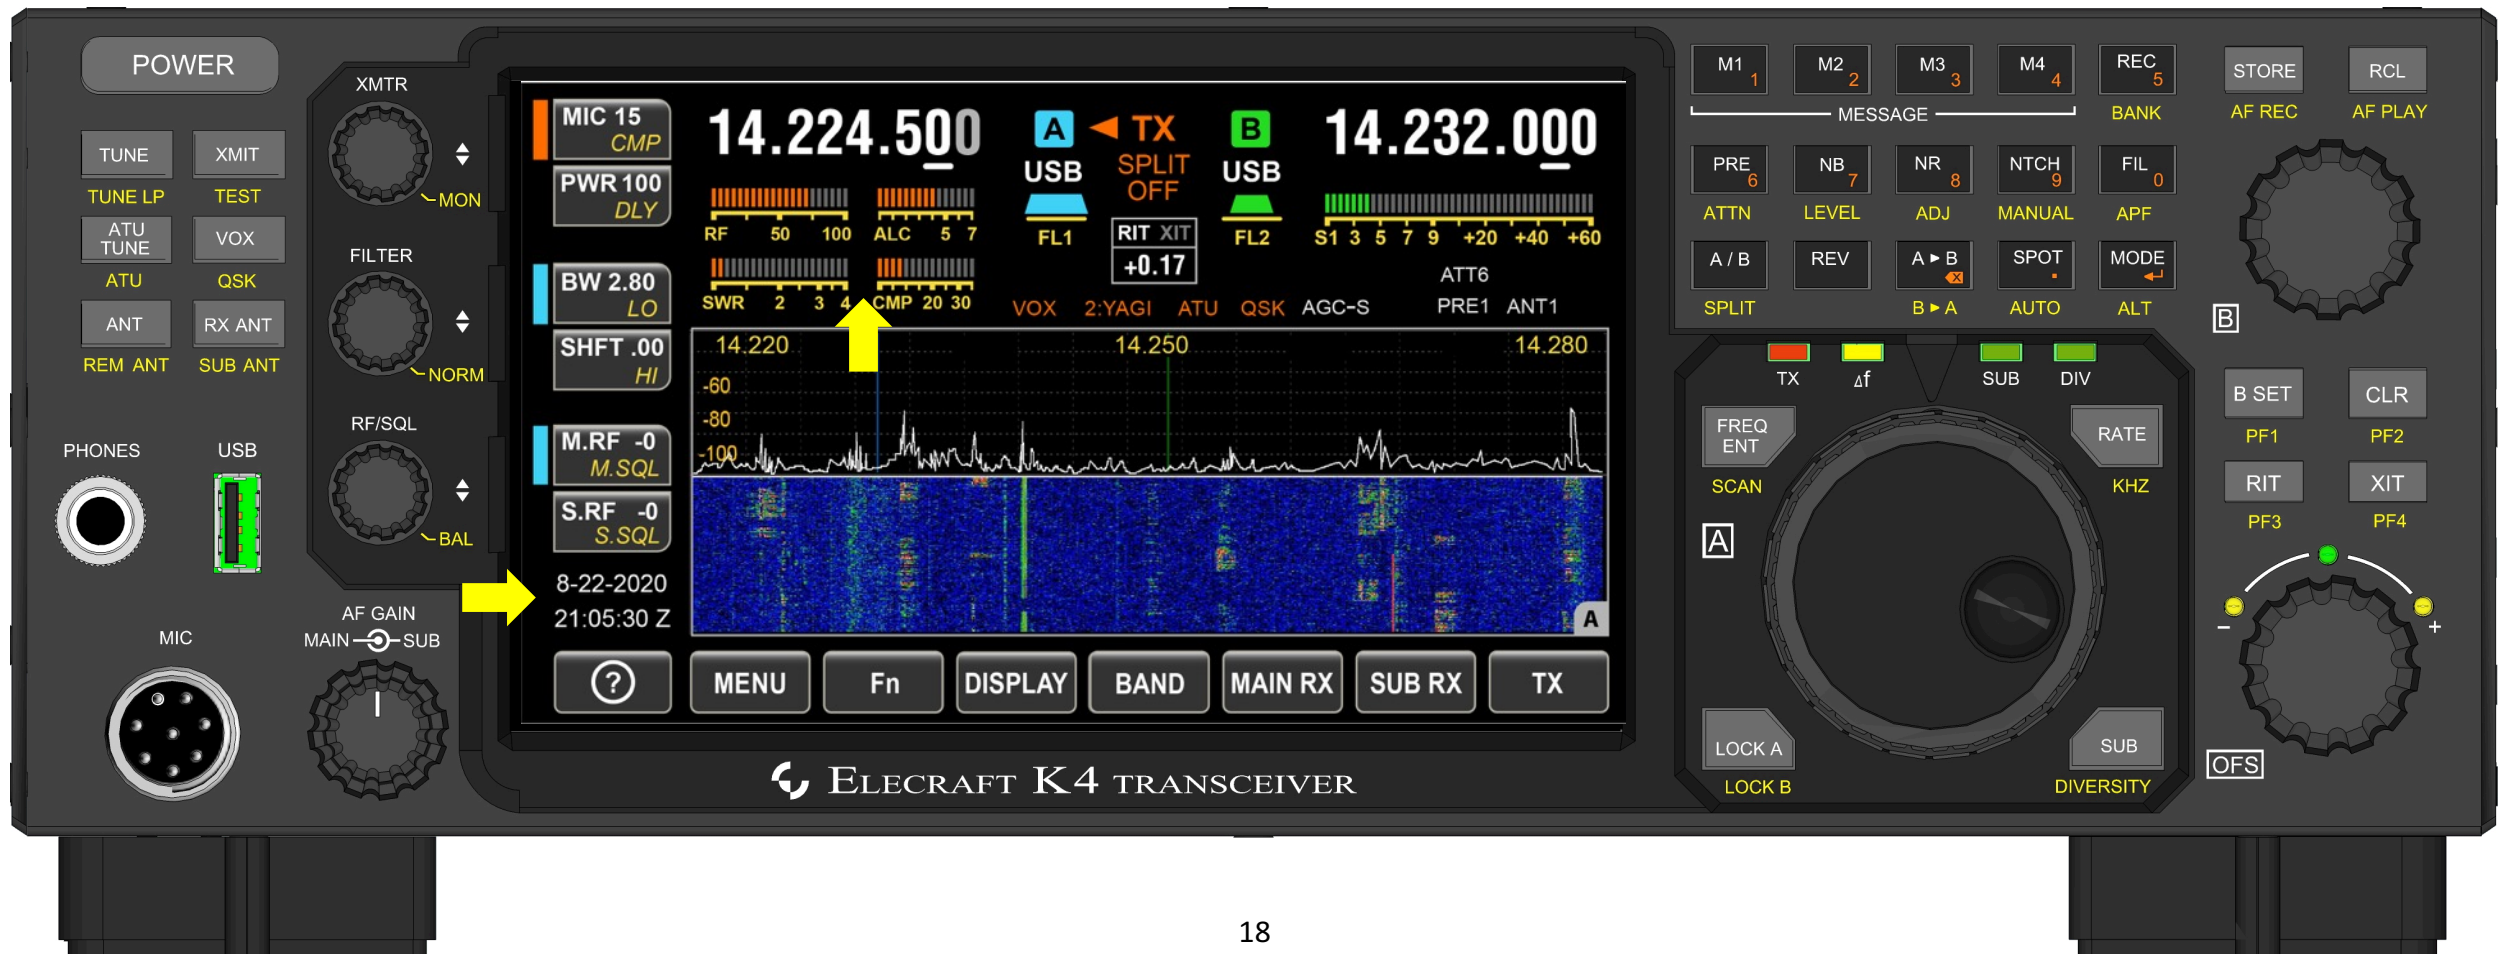 POWER
TUNE XMIT
TUNE LP TEST
ATU TUNE VOX
ATU QSK
ANT RX ANT
REM ANT SUB ANT
PHONES USB
MIC
XMTR
MON
FILTER
NORM
RF/SQL
BAL
AF GAIN
MAIN SUB
MIC 15
CMP
PWR 100
DLY
BW 2.80
LO
SHFT .00
HI
M.RF -0
M.SQL
S.RF -0
S.SQL
8-22-2020
21:05:30 Z
14.224.500
A TX B
USB SPLIT OFF USB
14.232.000
RF 50 100 ALC 5 7
FL1 RIT XIT FL2
+0.17
S1 3 5 7 9 +20 +40 +60
SWR 2 3 4 CMP 20 30
ATT6
VOX 2:YAGI ATU QSK AGC-S PRE1 ANT1
14.220 14.250 14.280
-60
-80
-100
A
? MENU Fn DISPLAY BAND MAIN RX SUB RX TX
ELECRAFT K4 TRANSCEIVER
M1 1 M2 2 M3 3 M4 4 REC 5
MESSAGE BANK
PRE 6 NB 7 NR 8 NTCH 9 FIL 0
ATTN LEVEL ADJ MANUAL APF
A / B REV A ▸ B SPOT . MODE
SPLIT B ▸ A AUTO ALT
TX Δf SUB DIV
FREQ ENT RATE
SCAN KHZ
A
LOCK A SUB
LOCK B DIVERSITY
STORE RCL
AF REC AF PLAY
B
B SET CLR
PF1 PF2
RIT XIT
PF3 PF4
− +
OFS
18